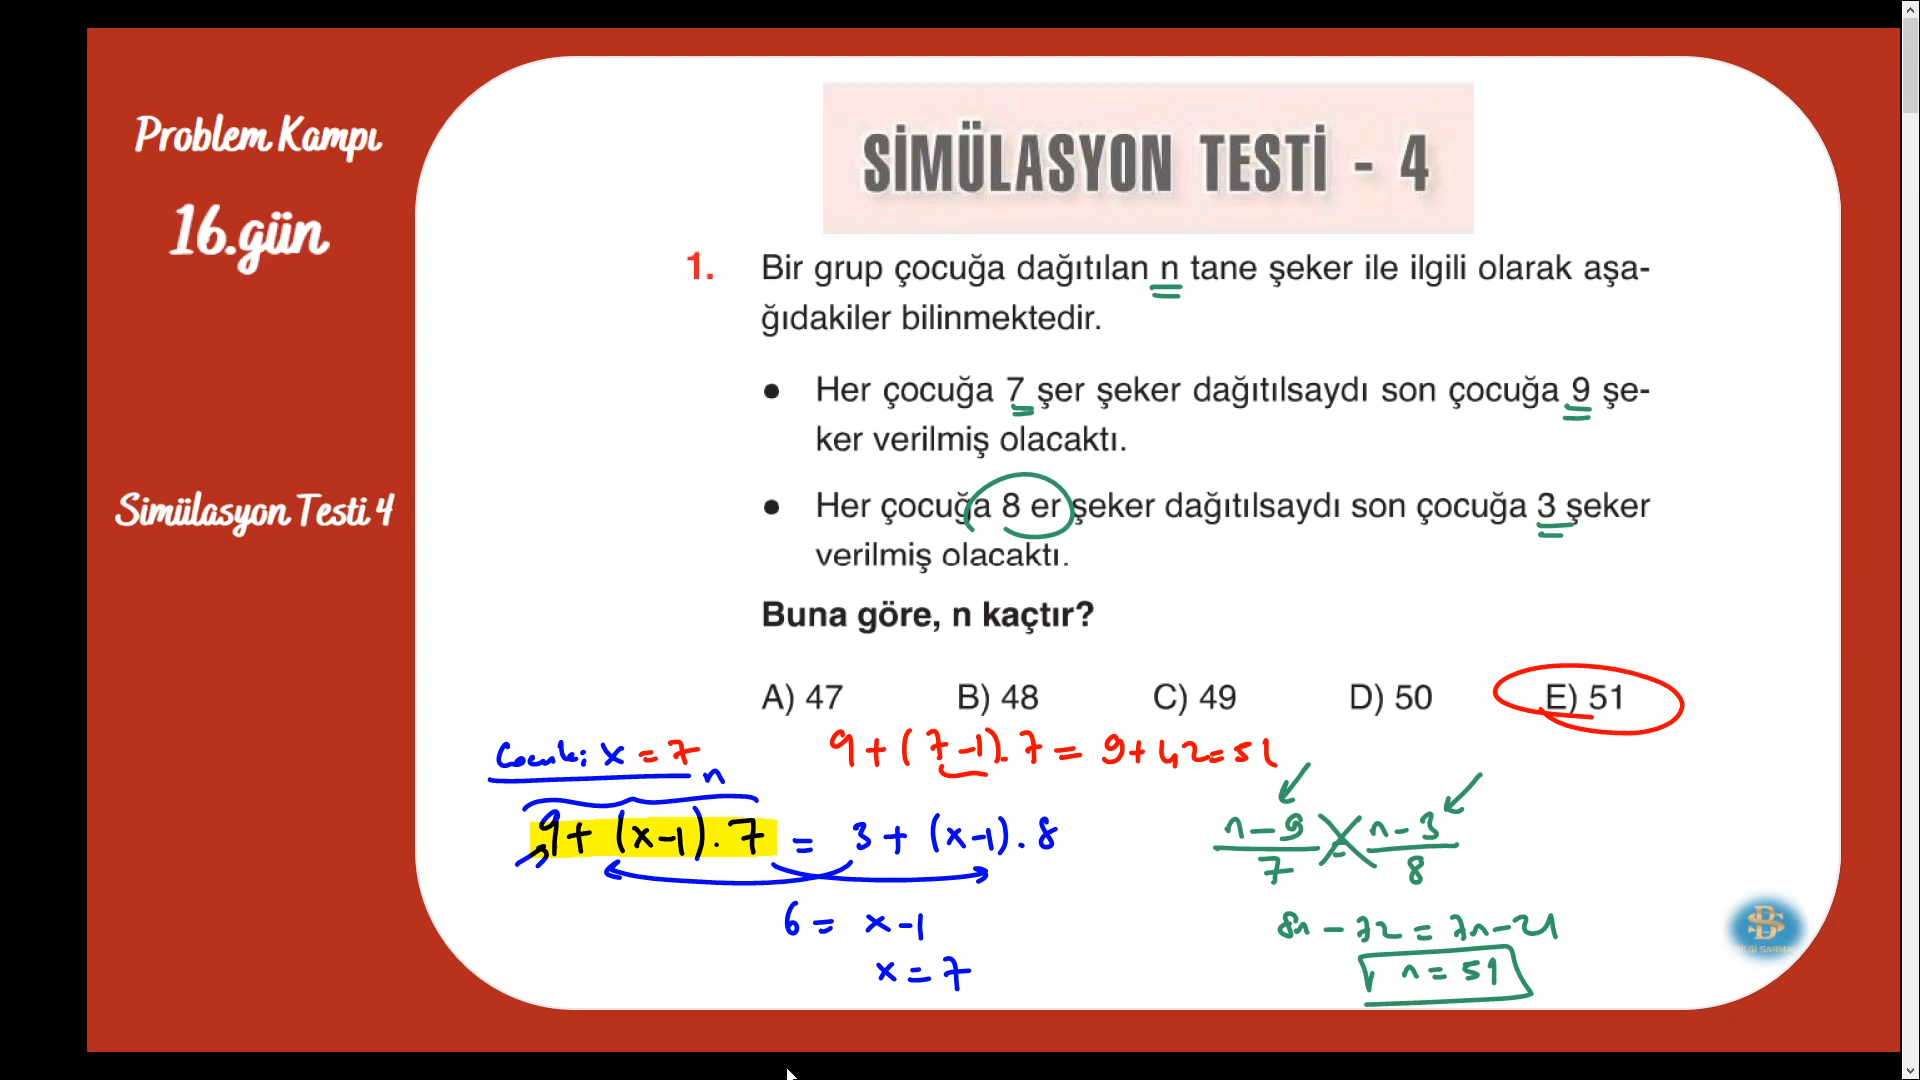 Problem Kampı
16.gün
Simülasyon Testi 4
SİMÜLASYON TESTİ - 4
1. Bir grup çocuğa dağıtılan n tane şeker ile ilgili olarak aşa-
ğıdakiler bilinmektedir.
● Her çocuğa 7 şer şeker dağıtılsaydı son çocuğa 9 şe-
ker verilmiş olacaktı.
● Her çocuğa 8 er şeker dağıtılsaydı son çocuğa 3 şeker
verilmiş olacaktı.
Buna göre, n kaçtır?
A) 47 B) 48 C) 49 D) 50 E) 51
x = 7
9+(7-1).7 = 9+42=51
n
9+(x-1).7 = 3+(x-1).8
6 = x-1
x = 7
n-9 / 7 = n-3 / 8
8n - 72 = 7n-21
n = 51